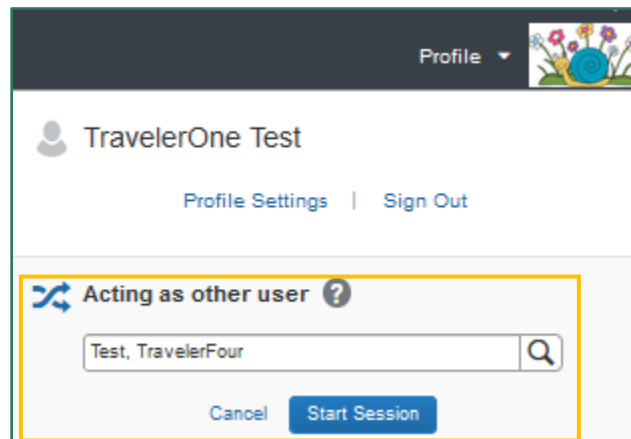 Profile
TravelerOne Test
Profile Settings | Sign Out
Acting as other user ?
Test, TravelerFour
Cancel Start Session